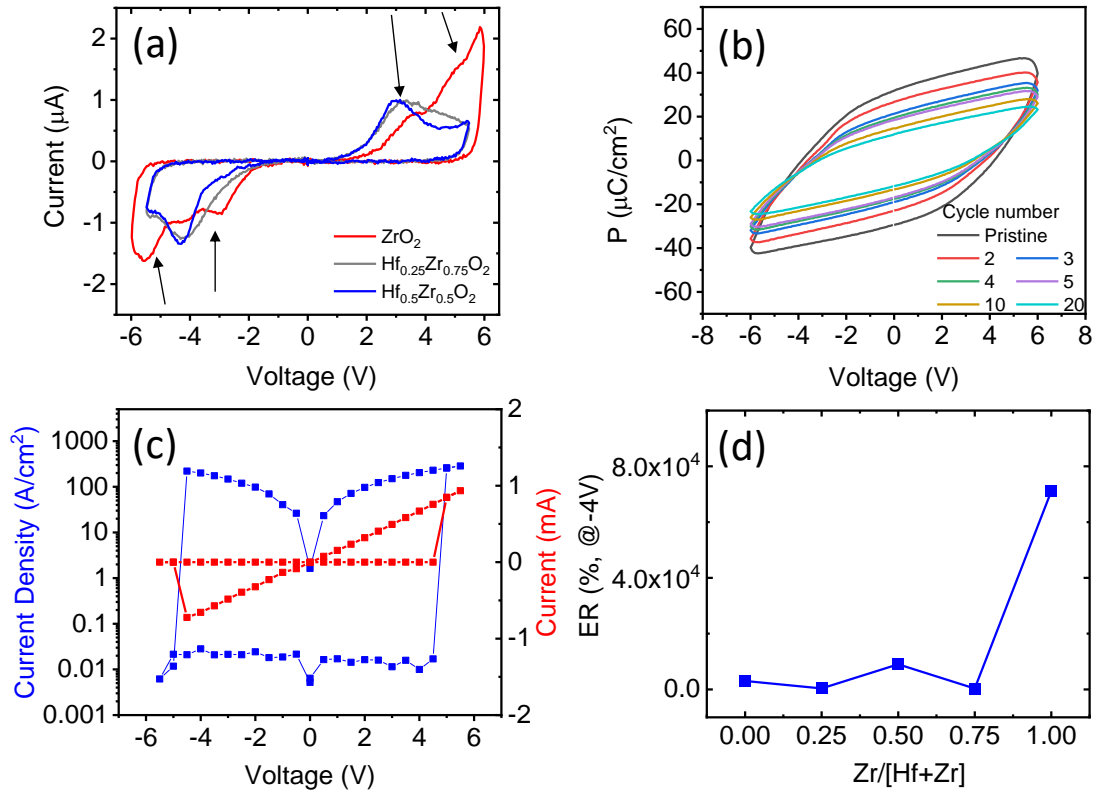 (a)
Current (μA)
2
1
0
-1
-2
ZrO2
Hf0.25Zr0.75O2
Hf0.5Zr0.5O2
-6 -4 -2 0 2 4 6
Voltage (V)
(b)
P (μC/cm²)
60
40
20
0
-20
-40
-60
Cycle number
Pristine
2 3
4 5
10 20
-8 -6 -4 -2 0 2 4 6 8
Voltage (V)
(c)
Current Density (A/cm²)
1000
100
10
1
0.1
0.01
0.001
2
1
0
-1
-2
Current (mA)
-6 -4 -2 0 2 4 6
Voltage (V)
(d)
ER (%, @-4V)
8.0x10⁴
4.0x10⁴
0.0
0.00 0.25 0.50 0.75 1.00
Zr/[Hf+Zr]